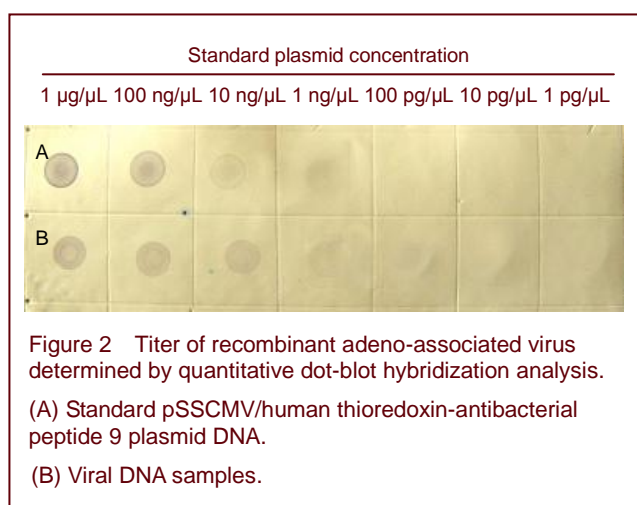 Standard plasmid concentration
1 µg/µL 100 ng/µL 10 ng/µL 1 ng/µL 100 pg/µL 10 pg/µL 1 pg/µL
A
B
Figure 2 Titer of recombinant adeno-associated virus
determined by quantitative dot-blot hybridization analysis.
(A) Standard pSSCMV/human thioredoxin-antibacterial
peptide 9 plasmid DNA.
(B) Viral DNA samples.